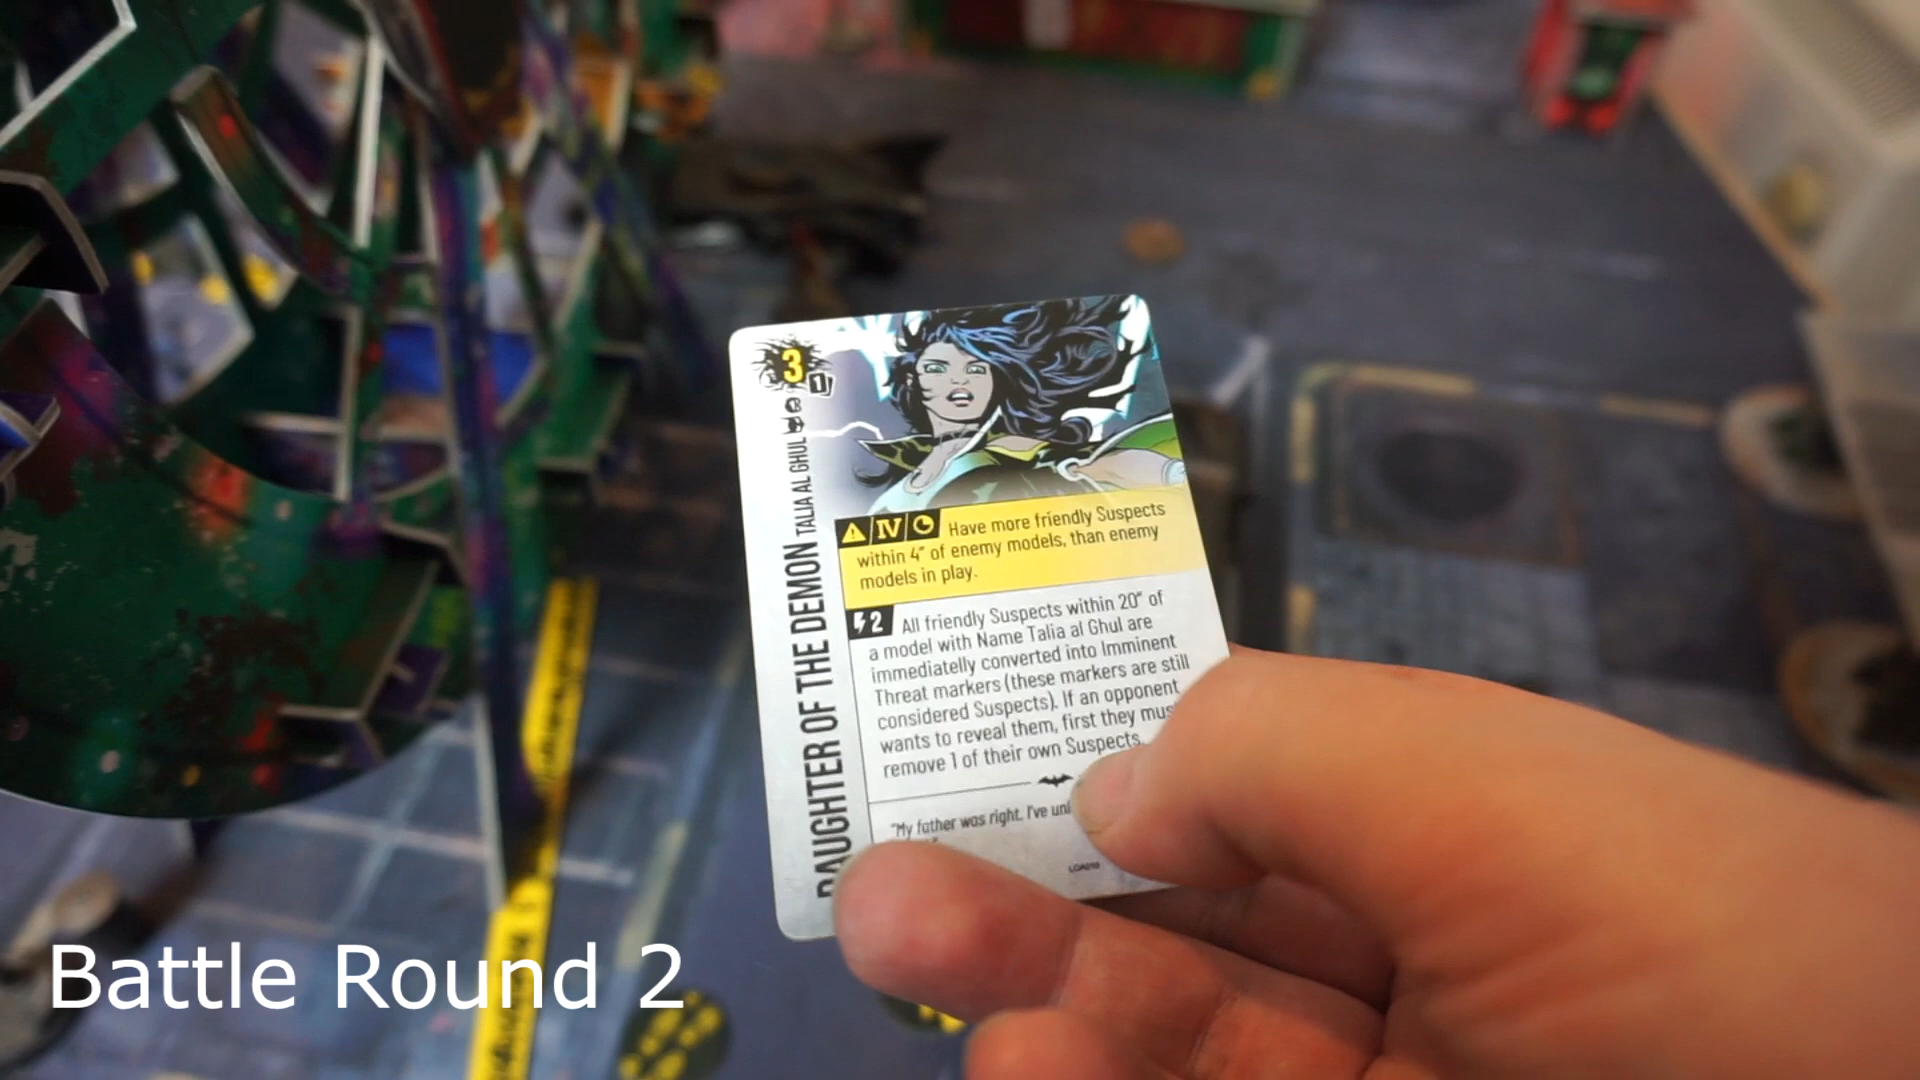 3
1
DAUGHTER OF THE DEMON TALIA AL GHUL
IV Have more friendly Suspects
within 4" of enemy models, than enemy
models in play.
2 All friendly Suspects within 20" of
a model with Name Talia al Ghul are
immediatelly converted into Imminent
Threat markers (these markers are still
considered Suspects). If an opponent
wants to reveal them, first they mus
remove 1 of their own Suspects.
"My father was right. I've unl
Battle Round 2